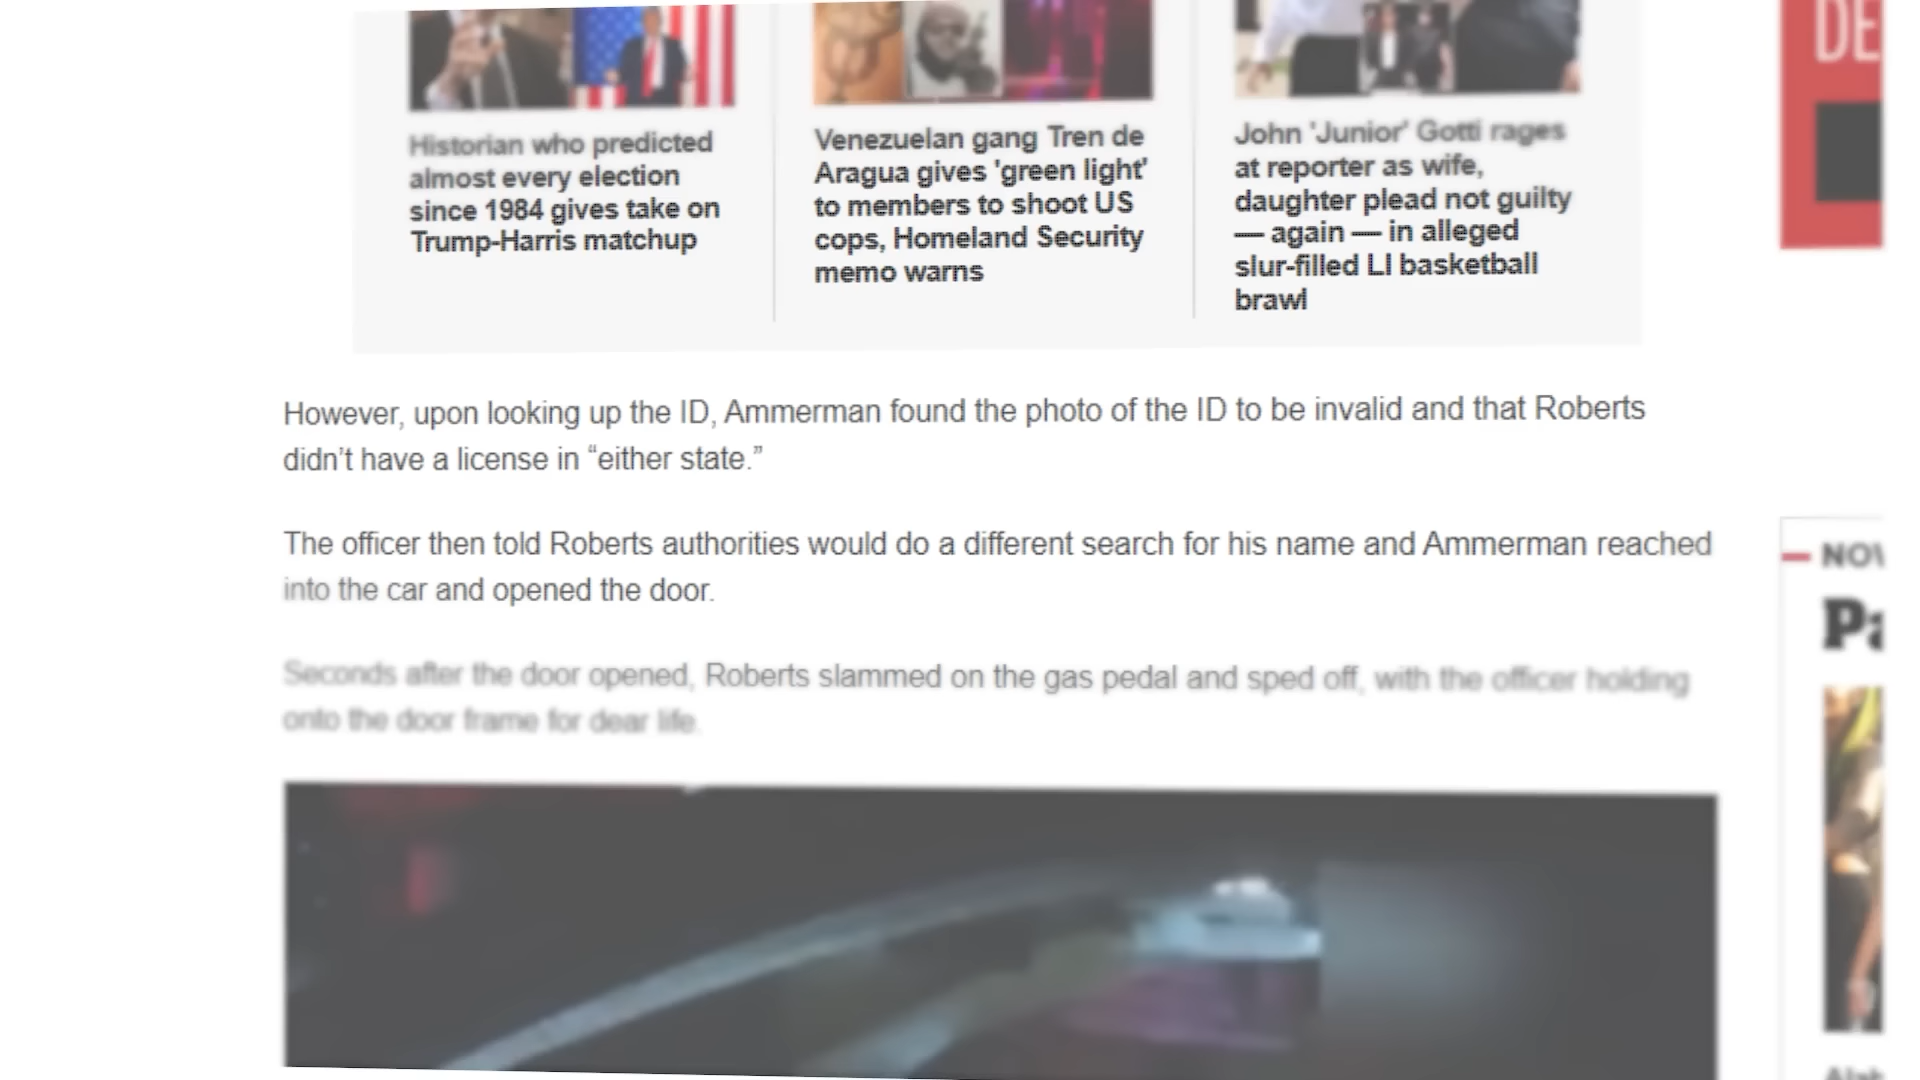 DE
Historian who predicted
almost every election
since 1984 gives take on
Trump-Harris matchup
Venezuelan gang Tren de
Aragua gives 'green light'
to members to shoot US
cops, Homeland Security
memo warns
John 'Junior' Gotti rages
at reporter as wife,
daughter plead not guilty
— again — in alleged
slur-filled LI basketball
brawl
However, upon looking up the ID, Ammerman found the photo of the ID to be invalid and that Roberts
didn't have a license in “either state.”
The officer then told Roberts authorities would do a different search for his name and Ammerman reached
into the car and opened the door.
Seconds after the door opened, Roberts slammed on the gas pedal and sped off, with the officer holding
onto the door frame for dear life.
NO
Pa